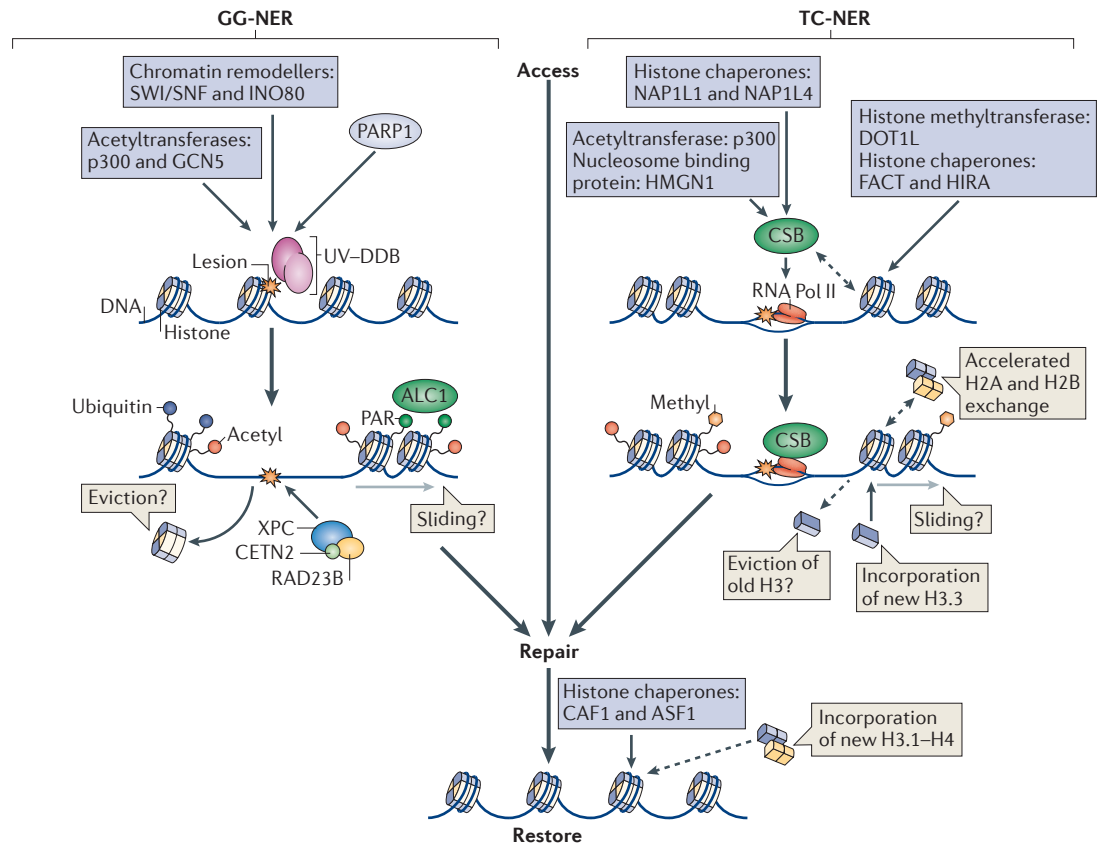 GG-NER
Chromatin remodellers:
SWI/SNF and INO80
Acetyltransferases:
p300 and GCN5
PARP1
Lesion
UV–DDB
DNA
Histone
Ubiquitin
Acetyl
PAR
ALC1
Eviction?
XPC
CETN2
RAD23B
Sliding?
Access
TC-NER
Histone chaperones:
NAP1L1 and NAP1L4
Acetyltransferase: p300
Nucleosome binding
protein: HMGN1
Histone methyltransferase:
DOT1L
Histone chaperones:
FACT and HIRA
CSB
RNA Pol II
Accelerated
H2A and H2B
exchange
Methyl
CSB
Sliding?
Eviction of
old H3?
Incorporation
of new H3.3
Repair
Histone chaperones:
CAF1 and ASF1
Incorporation
of new H3.1–H4
Restore